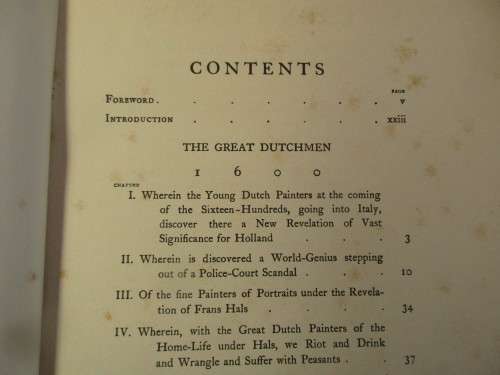 CONTENTS
PAGE
FOREWORD . . . . . . . v
INTRODUCTION . . . . . . xxiii
THE GREAT DUTCHMEN
1 6 0 0
CHAPTER
I. Wherein the Young Dutch Painters at the coming
of the Sixteen-Hundreds, going into Italy,
discover there a New Revelation of Vast
Significance for Holland . . . 3
II. Wherein is discovered a World-Genius stepping
out of a Police-Court Scandal . . . 10
III. Of the fine Painters of Portraits under the Revela-
tion of Frans Hals . . . . 34
IV. Wherein, with the Great Dutch Painters of the
Home-Life under Hals, we Riot and Drink
and Wrangle and Suffer with Peasants . . 37